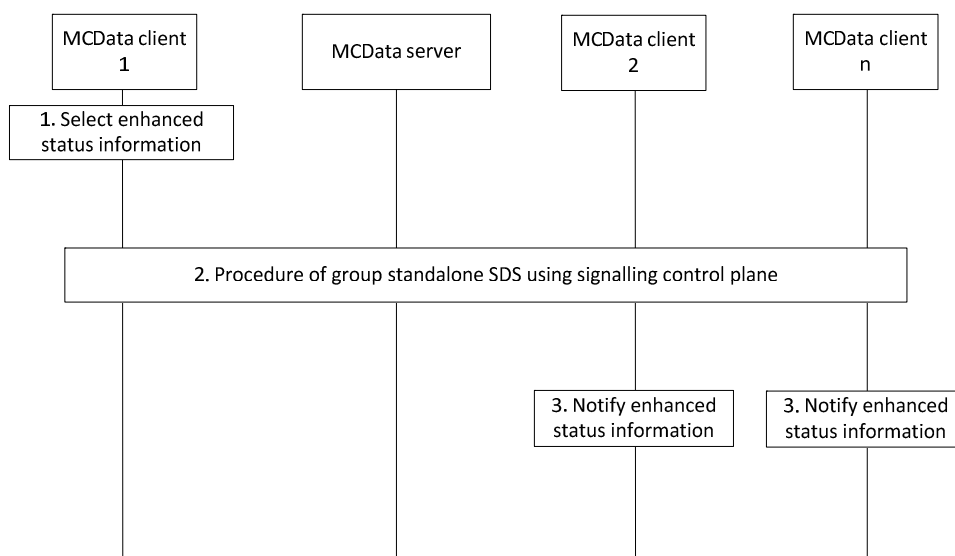 MCData client
1
MCData server
MCData client
2
MCData client
n
1. Select enhanced
status information
2. Procedure of group standalone SDS using signalling control plane
3. Notify enhanced
status information
3. Notify enhanced
status information